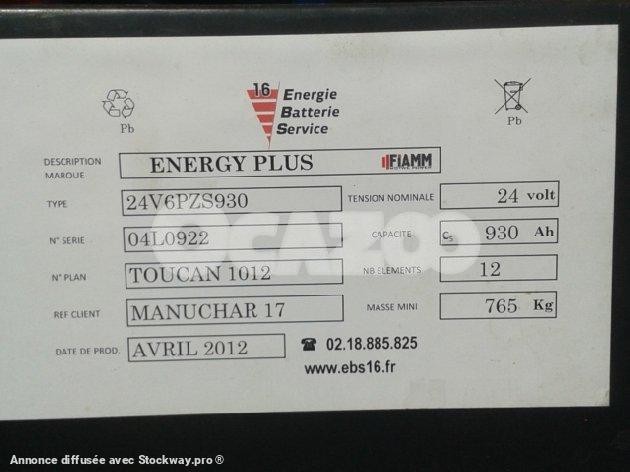 16 Energie
Batterie
Service
Pb
Pb
DESCRIPTION
MARQUE
ENERGY PLUS FIAMM
TYPE 24V6PZS930 TENSION NOMINALE 24 volt
N° SERIE 04L0922 CAPACITE C5 930 Ah
OCAZOO
N° PLAN TOUCAN 1012 NB ELEMENTS 12
REF CLIENT MANUCHAR 17 MASSE MINI 765 Kg
DATE DE PROD. AVRIL 2012 ☎ 02.18.885.825
www.ebs16.fr
Annonce diffusée avec Stockway.pro ®